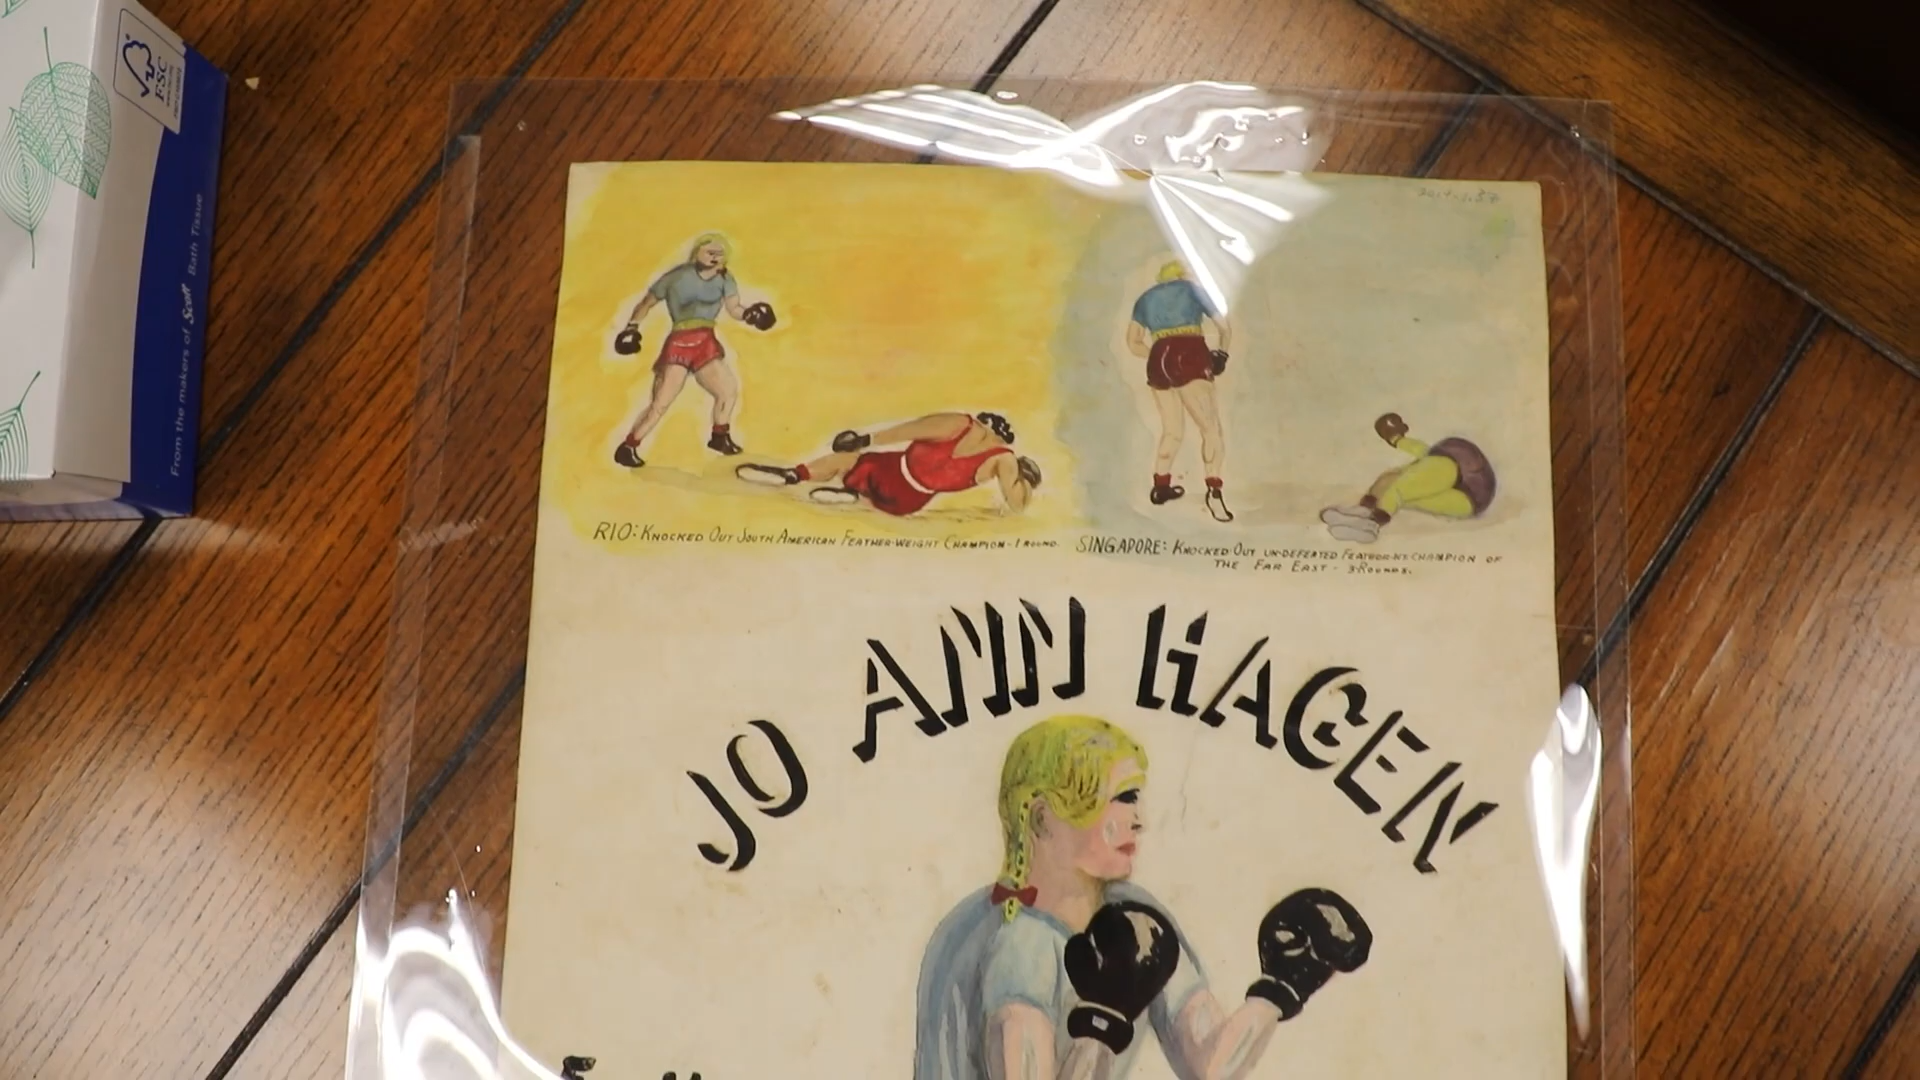 FSC
From the makers of Scott Bath Tissue
RIO: KNOCKED OUT SOUTH AMERICAN FEATHER-WEIGHT CHAMPION - 1 ROUND.
SINGAPORE: KNOCKED-OUT UN-DEFEATED FEATHER-WT. CHAMPION OF
THE FAR EAST - 3 ROUNDS.
JO ANN HAGEN